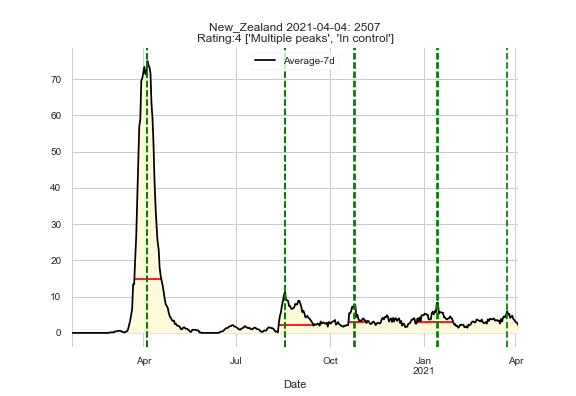 New_Zealand 2021-04-04: 2507
Rating:4 ['Multiple peaks', 'In control']
Average-7d
70
60
50
40
30
20
10
0
Apr Jul Oct Jan Apr
2021
Date